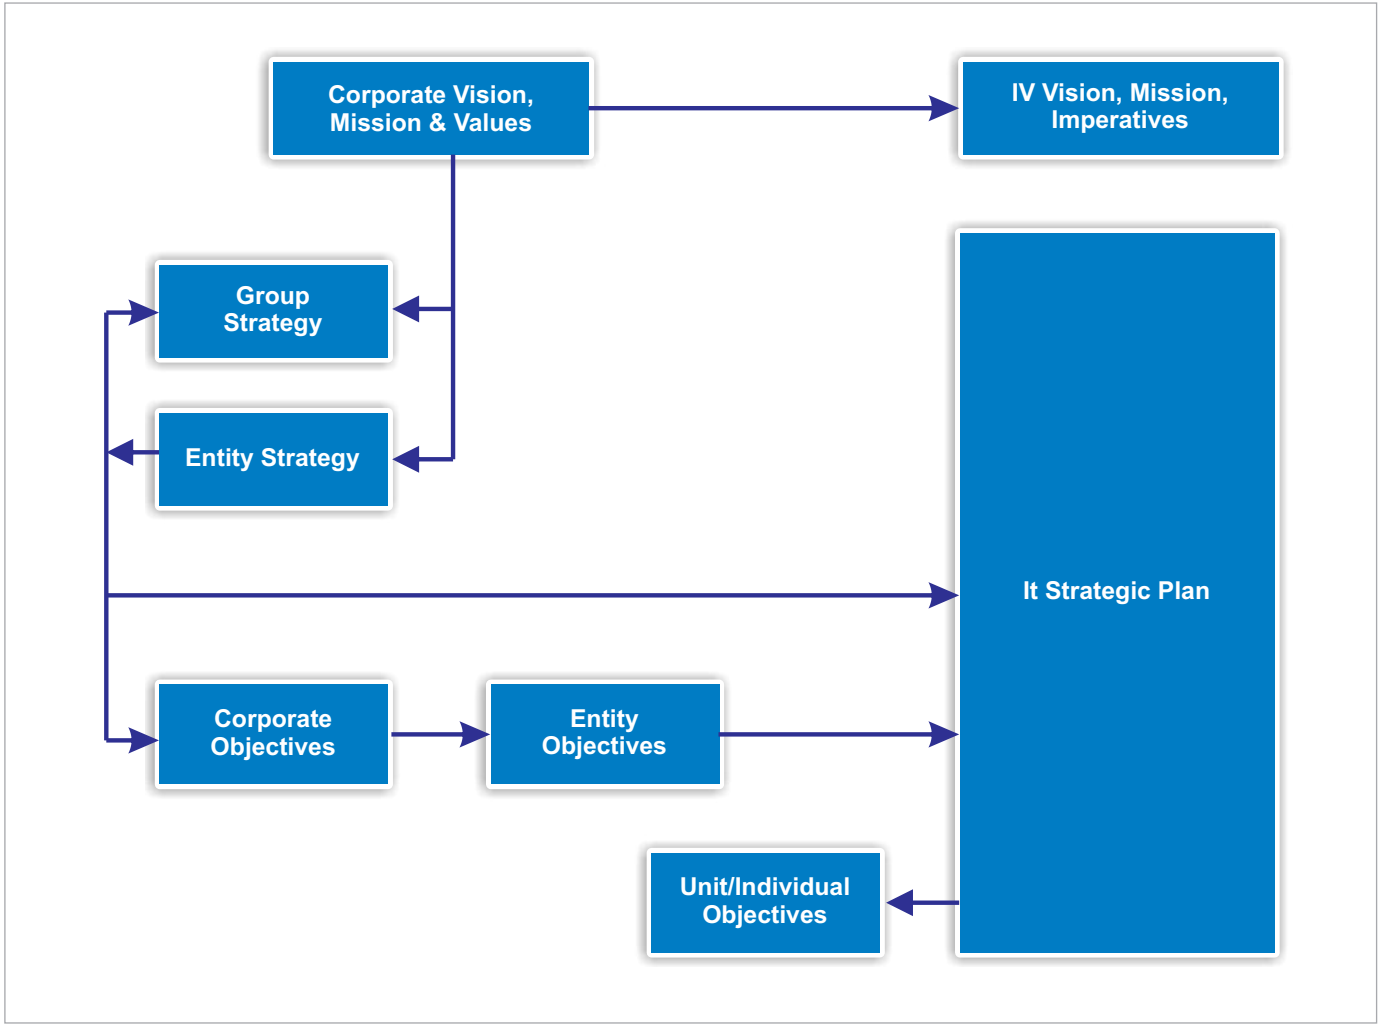 Corporate Vision,
Mission & Values
IV Vision, Mission,
Imperatives
Group
Strategy
Entity Strategy
It Strategic Plan
Corporate
Objectives
Entity
Objectives
Unit/Individual
Objectives